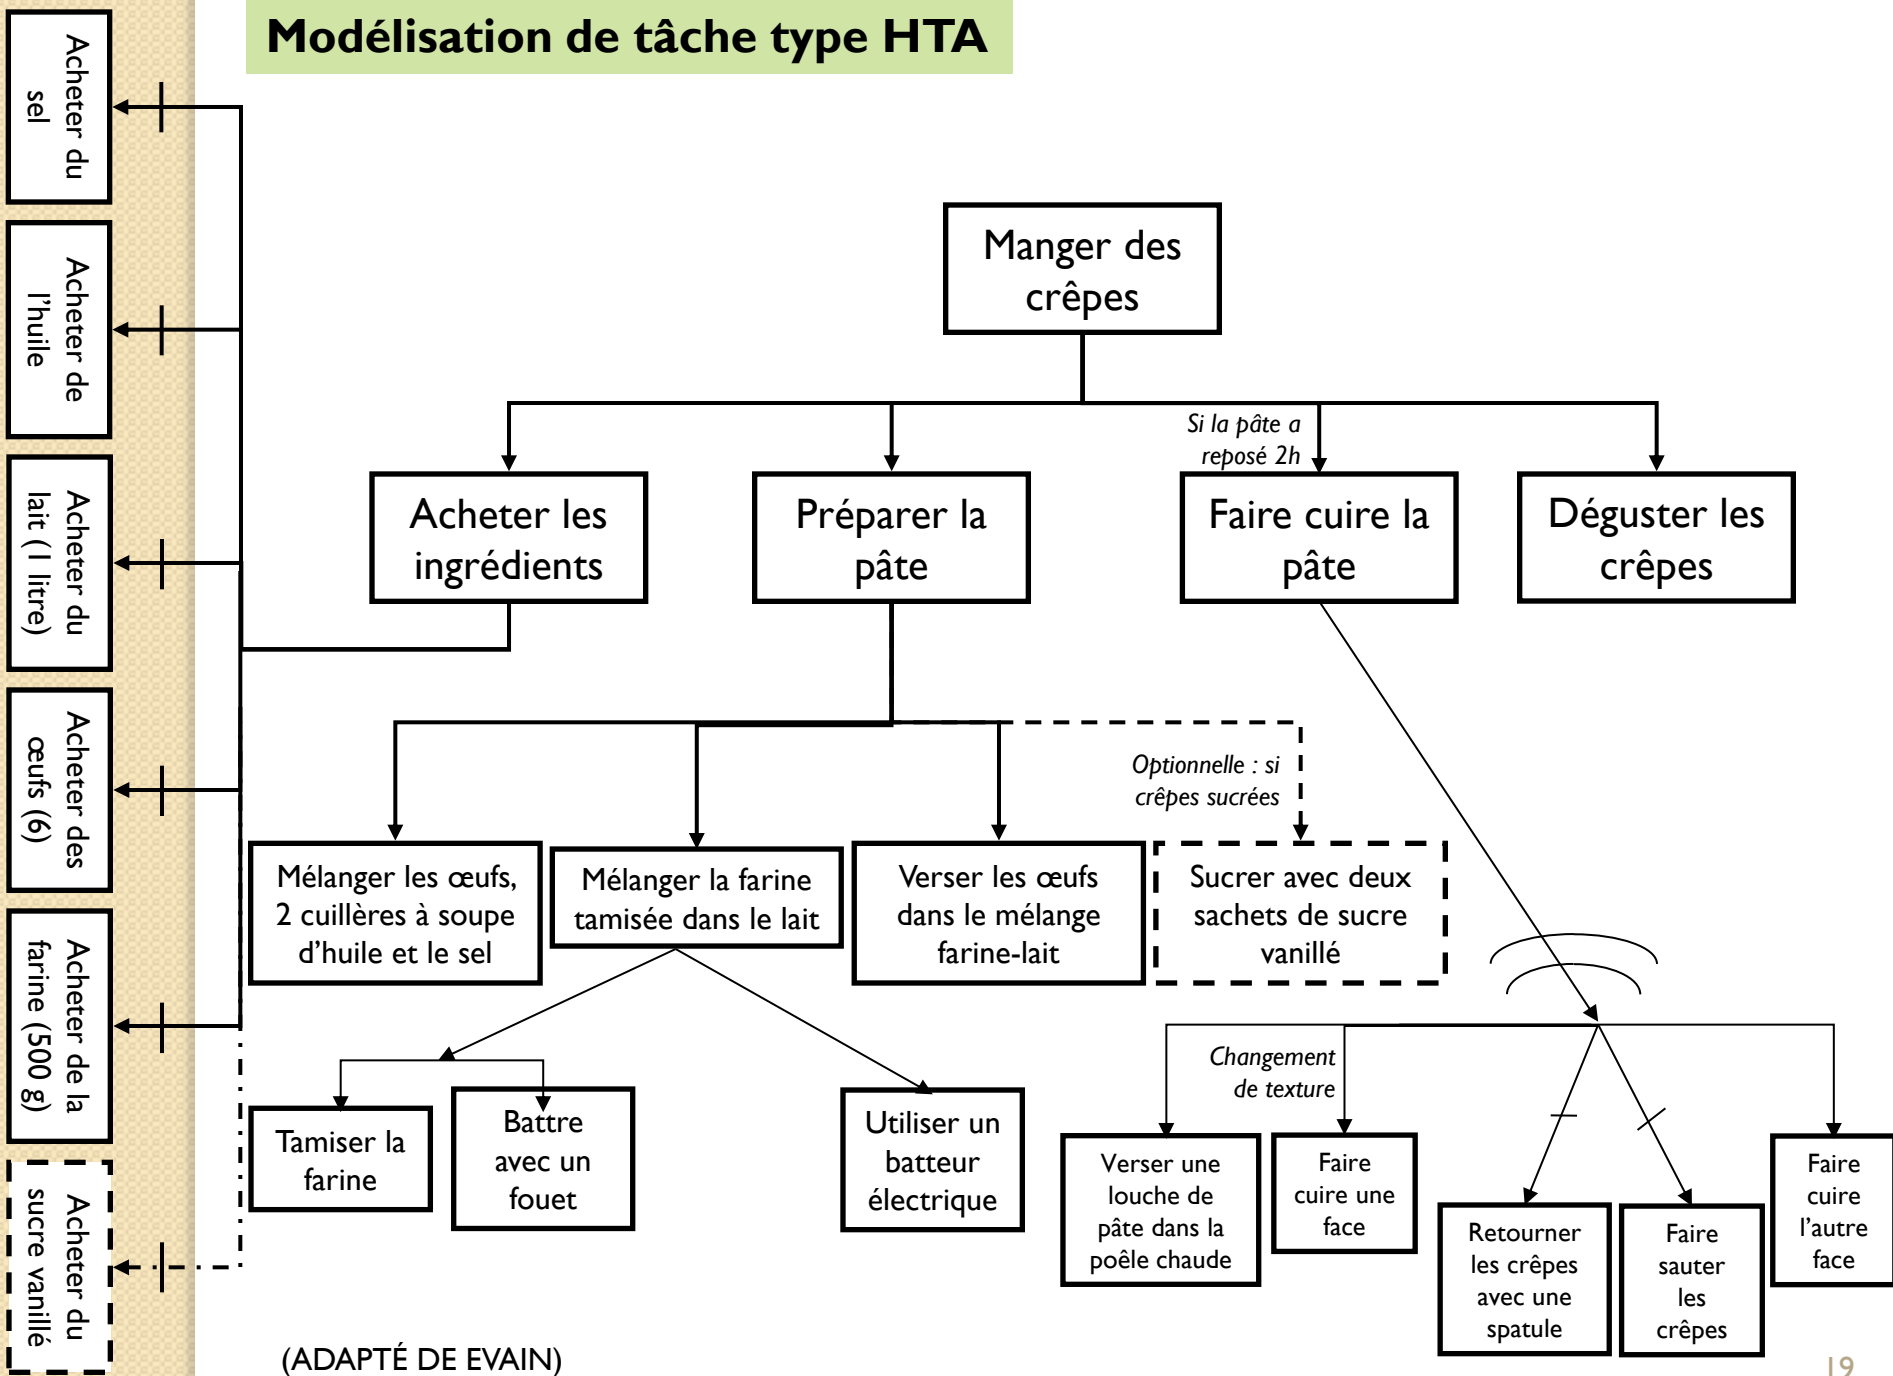 Modélisation de tâche type HTA
Acheter du
sel
Acheter de
l'huile
Acheter du
lait (1 litre)
Acheter des
œufs (6)
Acheter de la
farine (500 g)
Acheter du
sucre vanillé
Manger des
crêpes
Si la pâte a
reposé 2h
Acheter les
ingrédients
Préparer la
pâte
Faire cuire la
pâte
Déguster les
crêpes
Optionnelle : si
crêpes sucrées
Mélanger les œufs,
2 cuillères à soupe
d'huile et le sel
Mélanger la farine
tamisée dans le lait
Verser les œufs
dans le mélange
farine-lait
Sucrer avec deux
sachets de sucre
vanillé
Changement
de texture
Tamiser la
farine
Battre
avec un
fouet
Utiliser un
batteur
électrique
Verser une
louche de
pâte dans la
poêle chaude
Faire
cuire une
face
Retourner
les crêpes
avec une
spatule
Faire
sauter
les
crêpes
Faire
cuire
l'autre
face
(ADAPTÉ DE EVAIN)
19